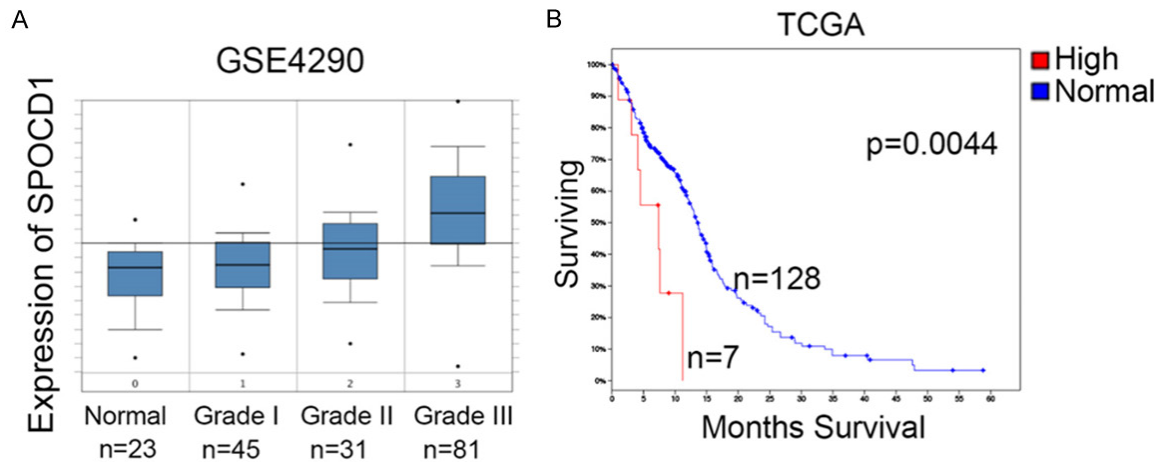 A
GSE4290
Expression of SPOCD1
0 1 2 3
Normal Grade I Grade II Grade III
n=23 n=45 n=31 n=81
B
TCGA
High
Normal
p=0.0044
Surviving
100%
90%
80%
70%
60%
50%
40%
30%
20%
10%
0%
n=128
n=7
0 5 10 15 20 25 30 35 40 45 50 55 60
Months Survival